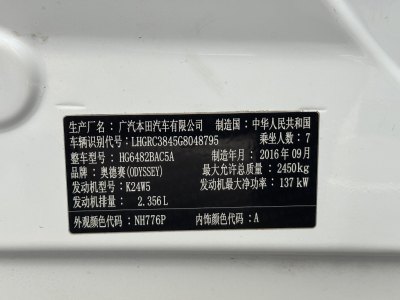 生产厂名：广汽本田汽车有限公司 制造国：中华人民共和国
车辆识别代号：LHGRC3845G8048795 乘坐人数：7
整车型号：HG6482BAC5A 制造年月：2016年09月
品牌：奥德赛(ODYSSEY) 最大允许总质量：2450kg
发动机型号：K24W5 发动机最大净功率：137kW
发动机排量：2.356L
外观颜色代码：NH776P 内饰颜色代码：A